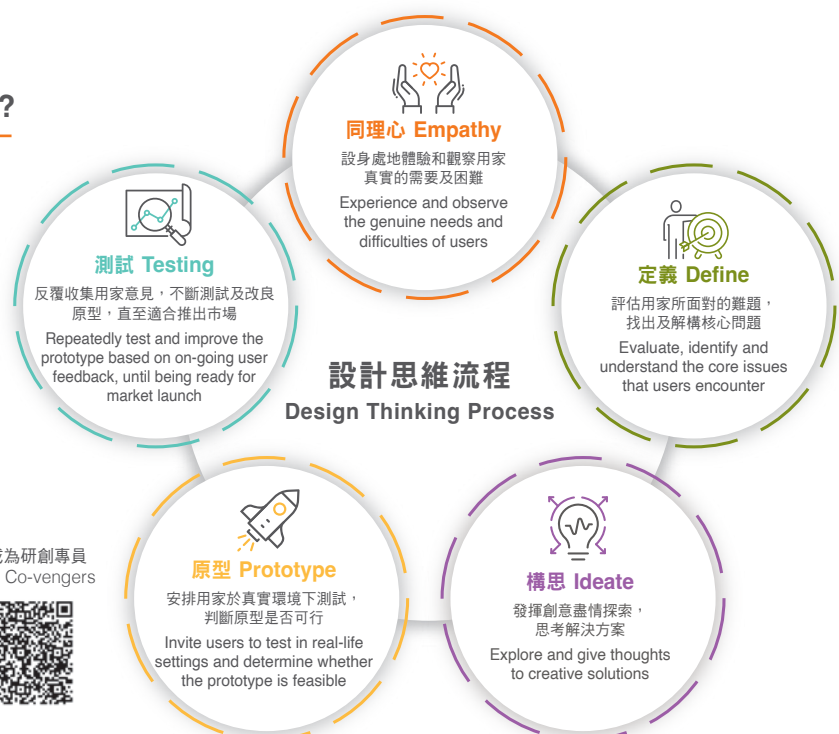 ?
同理心 Empathy
設身處地體驗和觀察用家
真實的需要及困難
Experience and observe
the genuine needs and
difficulties of users
定義 Define
評估用家所面對的難題，
找出及解構核心問題
Evaluate, identify and
understand the core issues
that users encounter
構思 Ideate
發揮創意盡情探索，
思考解決方案
Explore and give thoughts
to creative solutions
原型 Prototype
安排用家於真實環境下測試，
判斷原型是否可行
Invite users to test in real-life
settings and determine whether
the prototype is feasible
測試 Testing
反覆收集用家意見，不斷測試及改良
原型，直至適合推出市場
Repeatedly test and improve the
prototype based on on-going user
feedback, until being ready for
market launch
設計思維流程
Design Thinking Process
為研創專員
Co-vengers